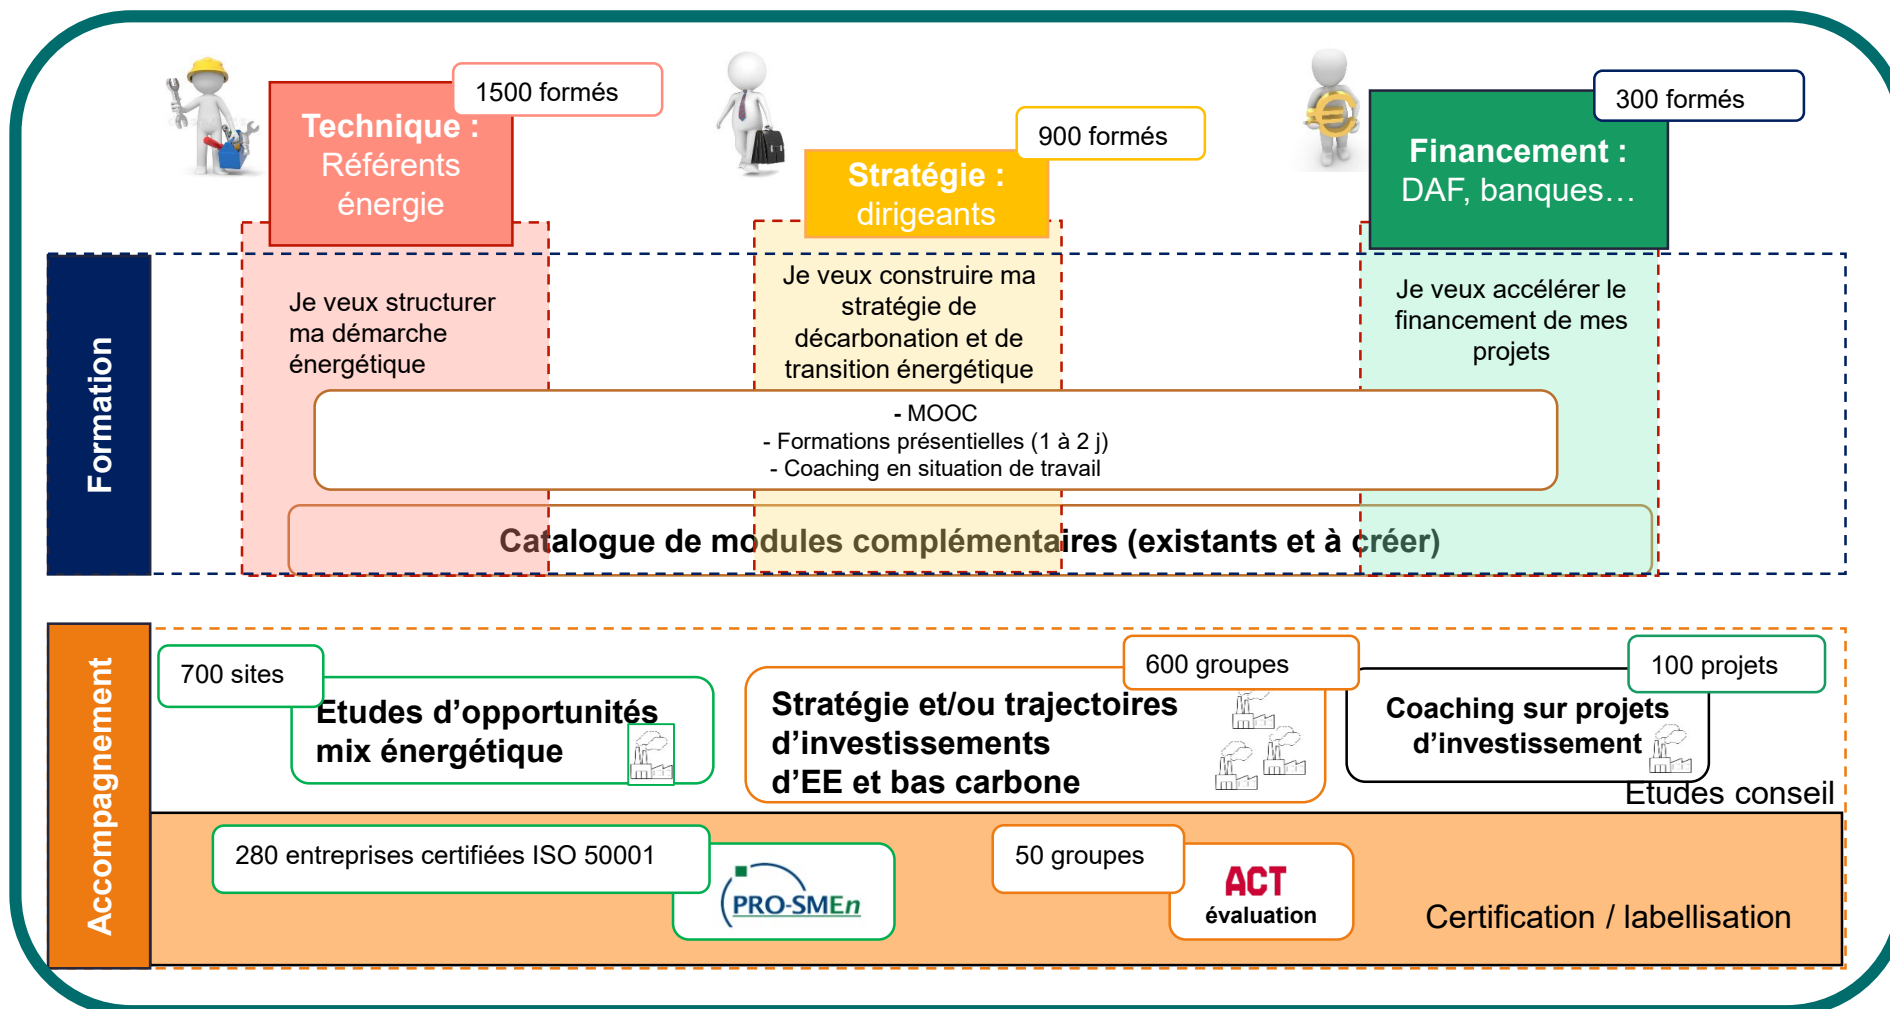 1500 formés
Technique :
Référents
énergie
900 formés
Stratégie :
dirigeants
300 formés
Financement :
DAF, banques…
Formation
Je veux structurer
ma démarche
énergétique
Je veux construire ma
stratégie de
décarbonation et de
transition énergétique
Je veux accélérer le
financement de mes
projets
- MOOC
- Formations présentielles (1 à 2 j)
- Coaching en situation de travail
Catalogue de modules complémentaires (existants et à créer)
Accompagnement
700 sites
Etudes d’opportunités
mix énergétique
600 groupes
Stratégie et/ou trajectoires
d’investissements
d’EE et bas carbone
100 projets
Coaching sur projets
d’investissement
Etudes conseil
280 entreprises certifiées ISO 50001
PRO-SMEn
50 groupes
ACT
évaluation
Certification / labellisation